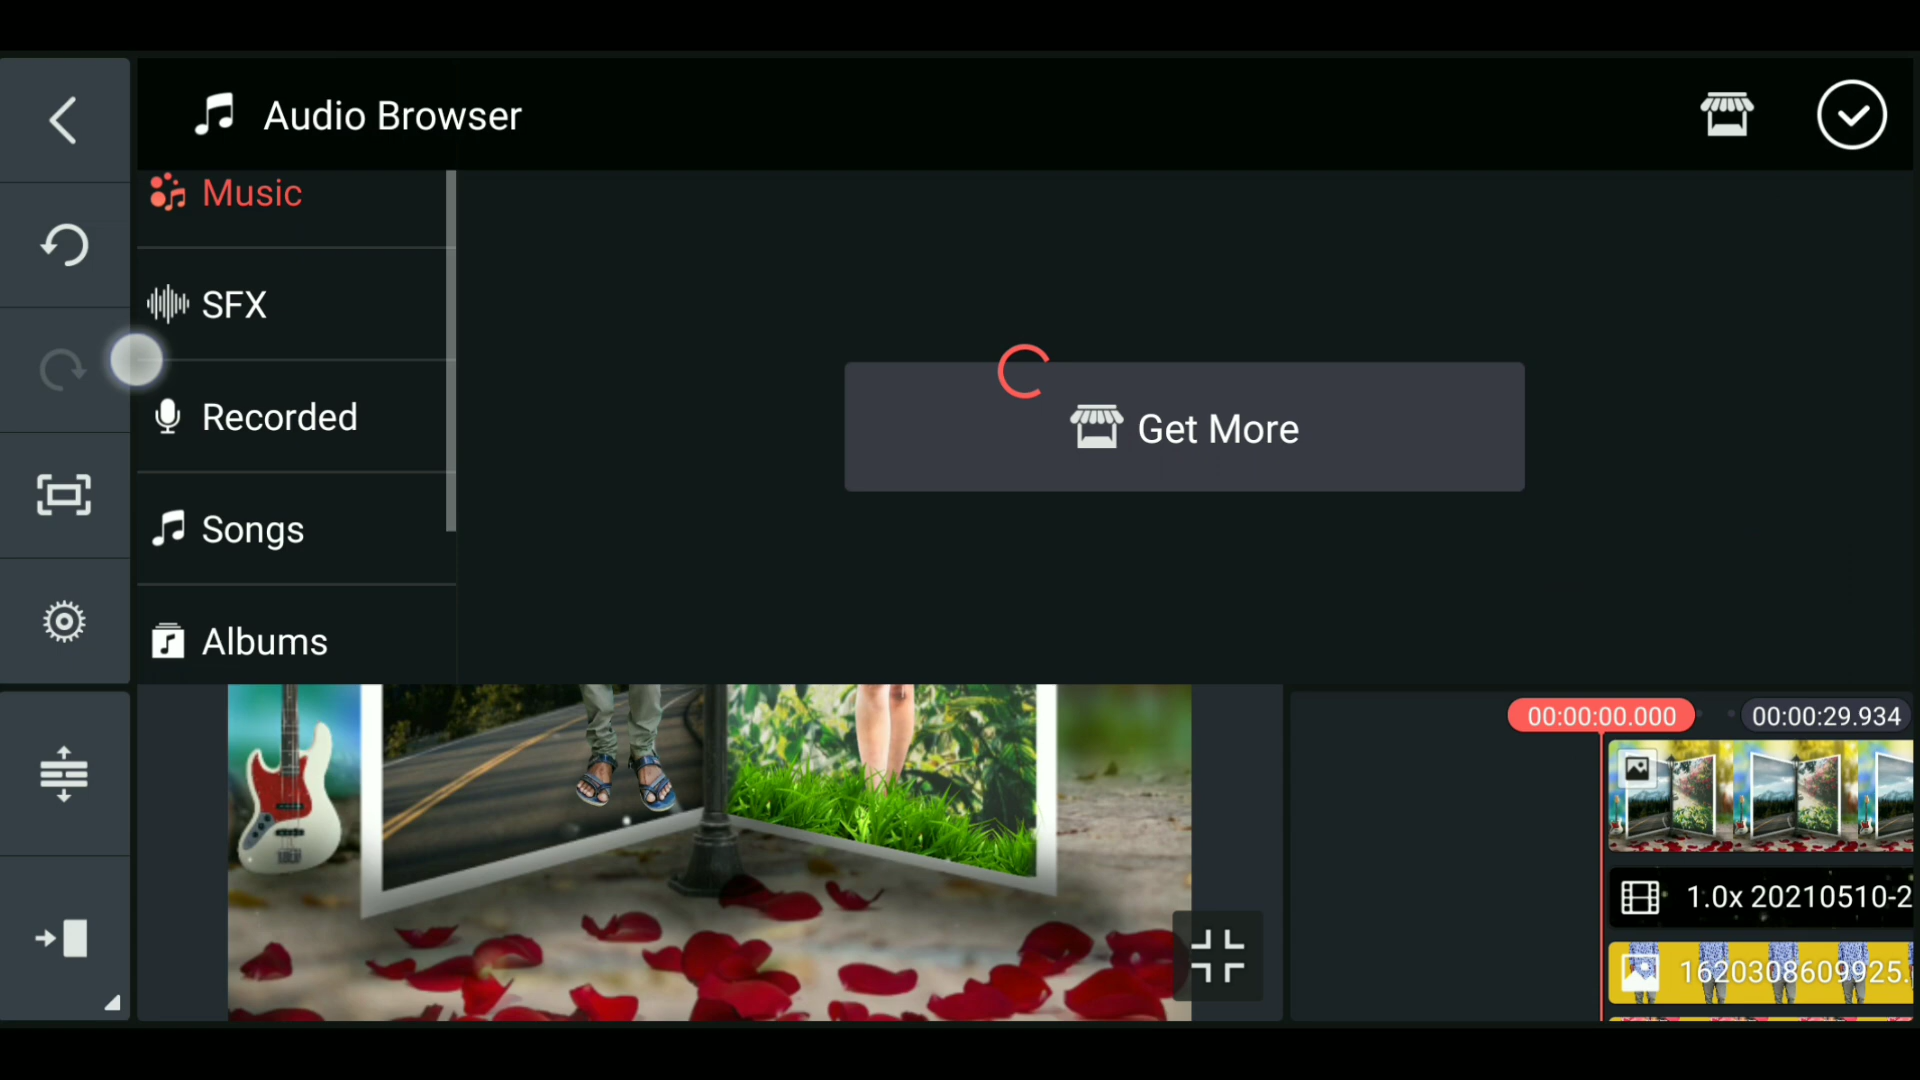 Audio Browser
Music
SFX
Recorded
Songs
Albums
Get More
00:00:00.000
00:00:29.934
1.0x 20210510-2
1620308609925.